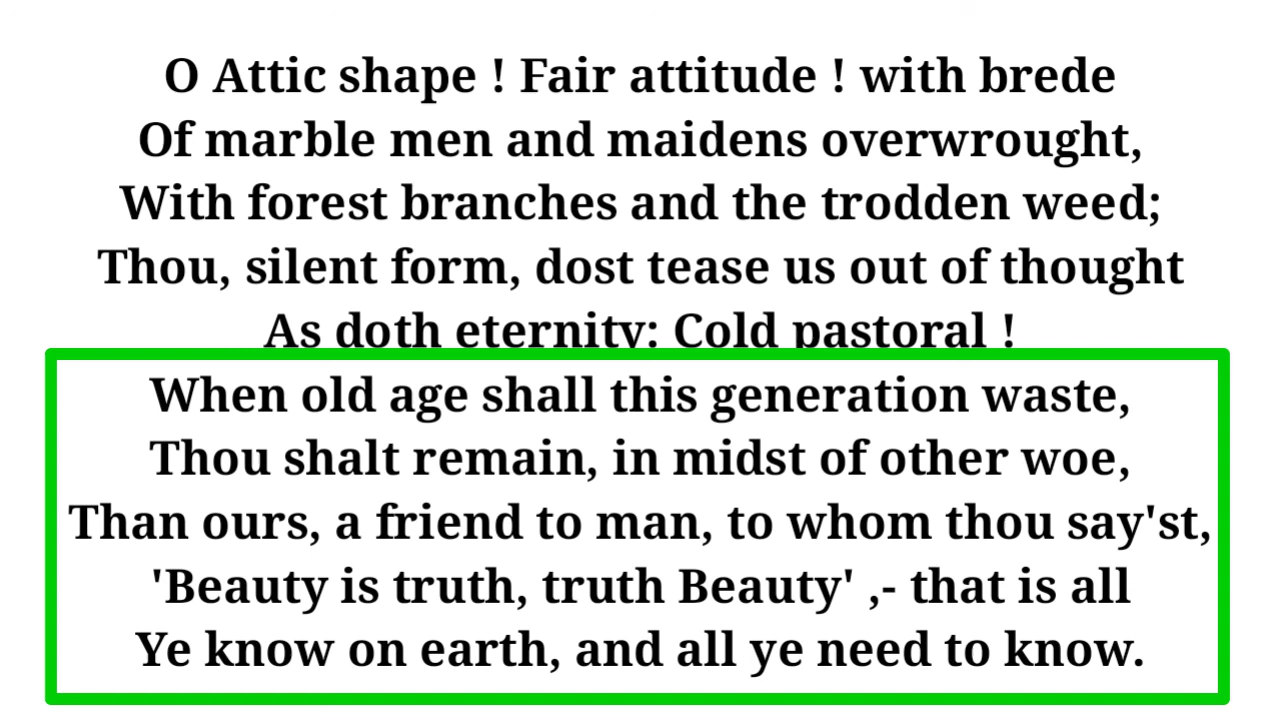 O Attic shape ! Fair attitude ! with brede
Of marble men and maidens overwrought,
With forest branches and the trodden weed;
Thou, silent form, dost tease us out of thought
As doth eternity: Cold pastoral !
When old age shall this generation waste,
Thou shalt remain, in midst of other woe,
Than ours, a friend to man, to whom thou say'st,
'Beauty is truth, truth Beauty' ,- that is all
Ye know on earth, and all ye need to know.